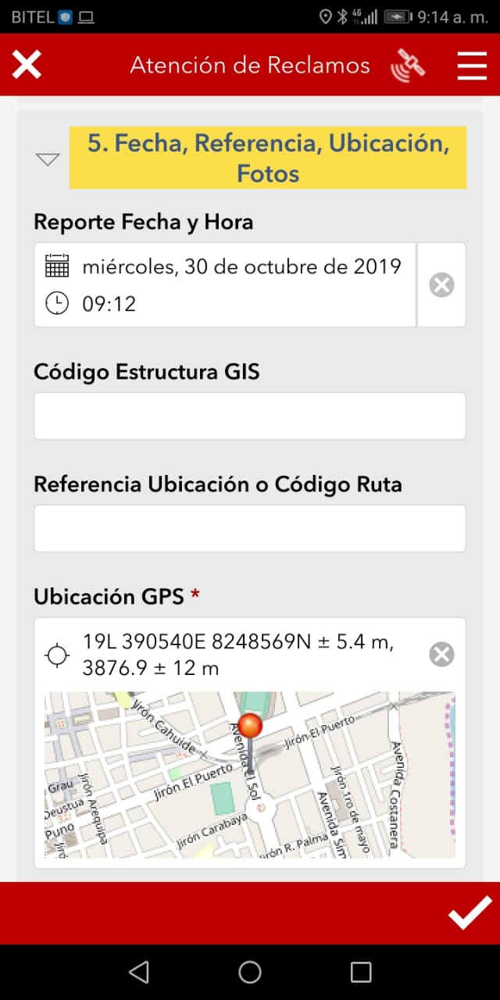 BITEL 4G 9:14 a. m.
Atención de Reclamos
5. Fecha, Referencia, Ubicación,
Fotos
Reporte Fecha y Hora
miércoles, 30 de octubre de 2019
09:12
Código Estructura GIS
Referencia Ubicación o Código Ruta
Ubicación GPS *
19L 390540E 8248569N ± 5.4 m,
3876.9 ± 12 m
Jirón Cahuide
Avenida El Sol
Jirón El Puerto
Jirón El Puerto
Avenida Costanera
Grau
Jirón Arequipa
Deustua
Puno
Jirón Carabaya
Jirón 1ro de mayo
Avenida Sim
Jirón R. Palma